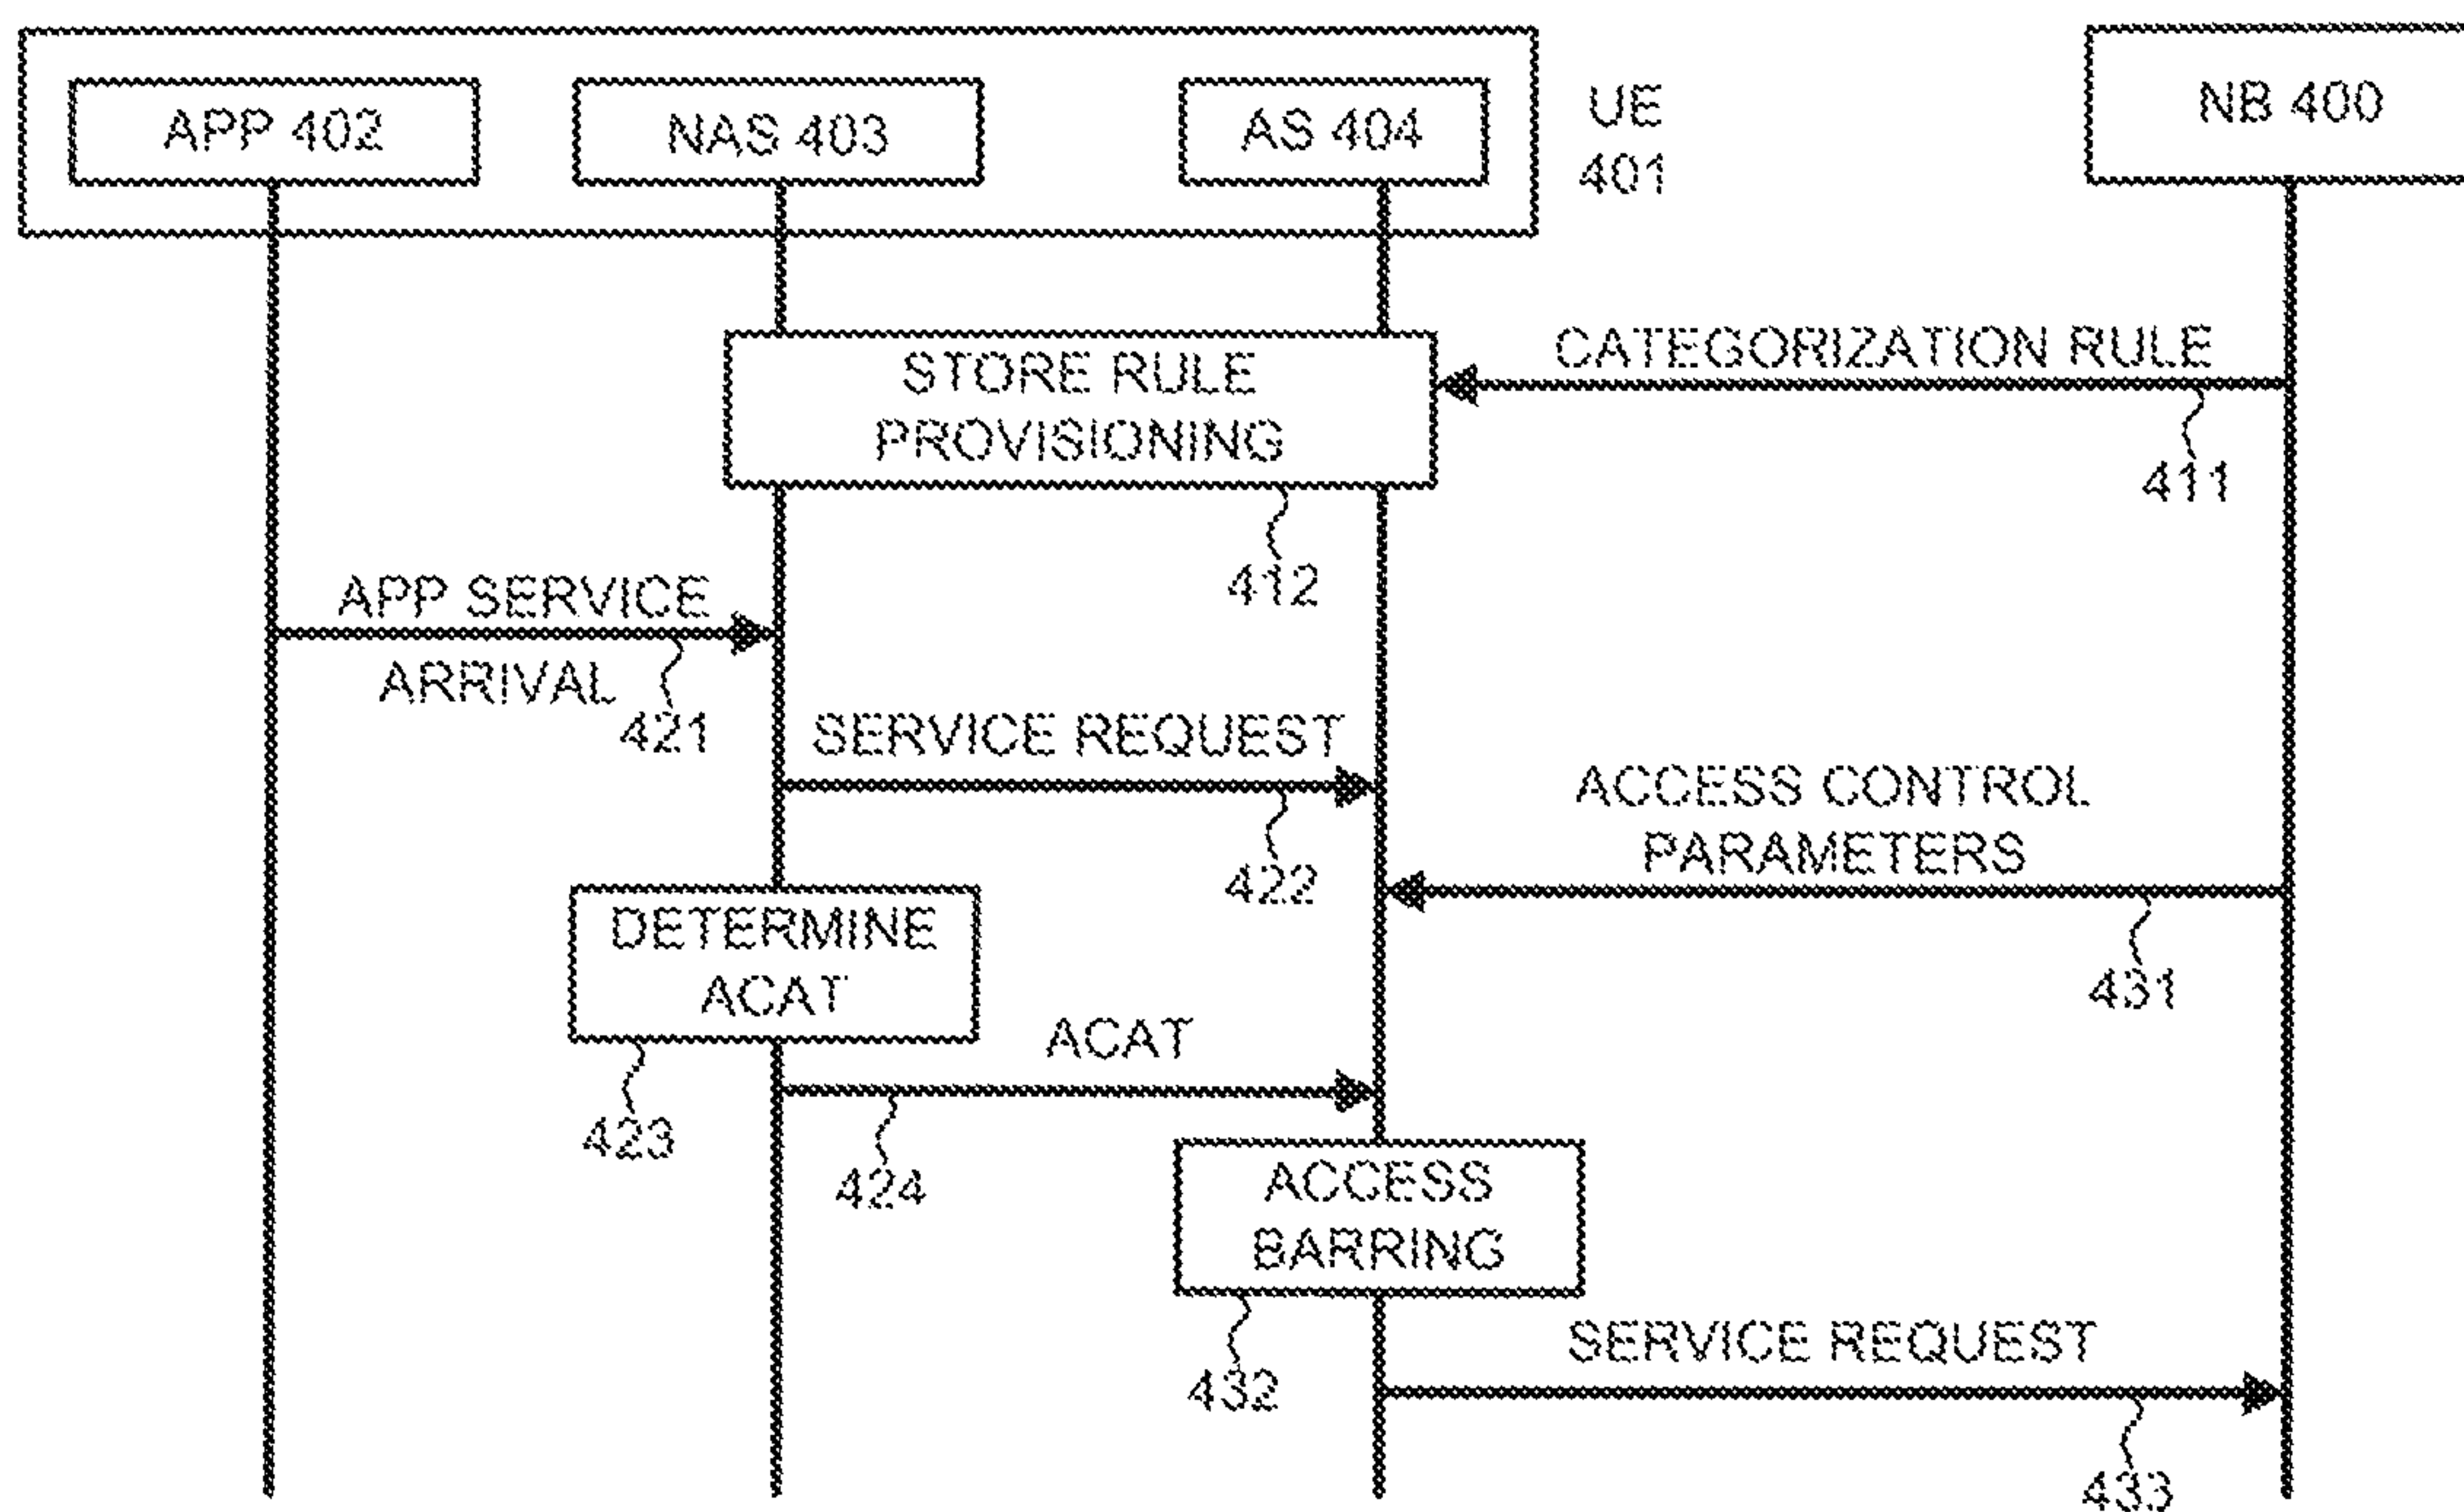 APP 402
NAS 403
AS 404
UE
401
NB 400
CATEGORIZATION RULE
STORE RULE
PROVISIONING
411
412
APP SERVICE
ARRIVAL
421
SERVICE REQUEST
422
ACCESS CONTROL
PARAMETERS
431
DETERMINE
ACAT
423
ACAT
424
ACCESS
BARRING
432
SERVICE REQUEST
433